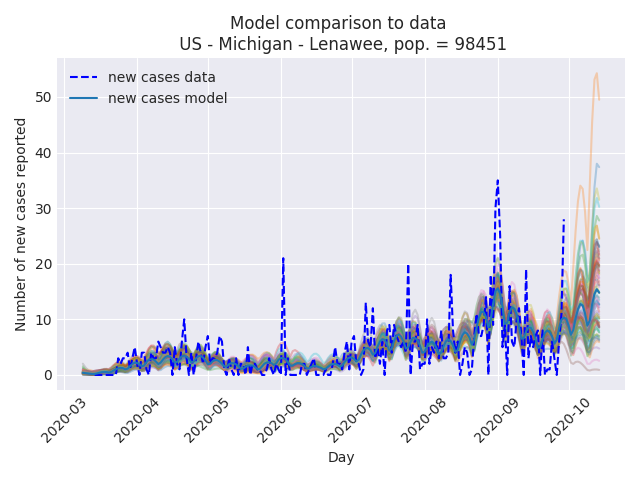 Model comparison to data
US - Michigan - Lenawee, pop. = 98451
new cases data
new cases model
Number of new cases reported
50
40
30
20
10
0
2020-03
2020-04
2020-05
2020-06
2020-07
2020-08
2020-09
2020-10
Day